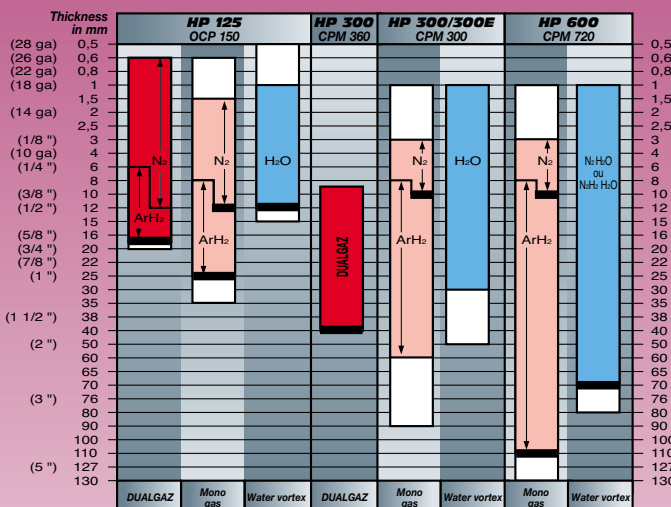 Thickness
in mm
HP 125
OCP 150
HP 300
CPM 360
HP 300/300E
CPM 300
HP 600
CPM 720
(28 ga) 0,5 0,5
(26 ga) 0,6 0,6
(22 ga) 0,8 0,8
(18 ga) 1 1
1,5 1,5
(14 ga) 2 2
2,5 2,5
(1/8 ") 3 3
(10 ga) 4 4
(1/4 ") 6 6
8 8
(3/8 ") 10 10
(1/2 ") 12 12
15 15
(5/8 ") 16 16
(3/4 ") 20 20
(7/8 ") 22 22
(1 ") 25 25
30 30
35 35
(1 1/2 ") 38 38
40 40
(2 ") 50 50
60 60
65 65
70 70
(3 ") 76 76
80 80
90 90
100 100
110 110
(5 ") 127 127
130 130
N2
ArH2
N2
ArH2
H2O
DUALGAZ
N2
ArH2
H2O
N2
ArH2
N2 H2O
ou
N2H2 H2O
DUALGAZ
Mono
gas
Water vortex
DUALGAZ
Mono
gas
Water vortex
Mono
gas
Water vortex